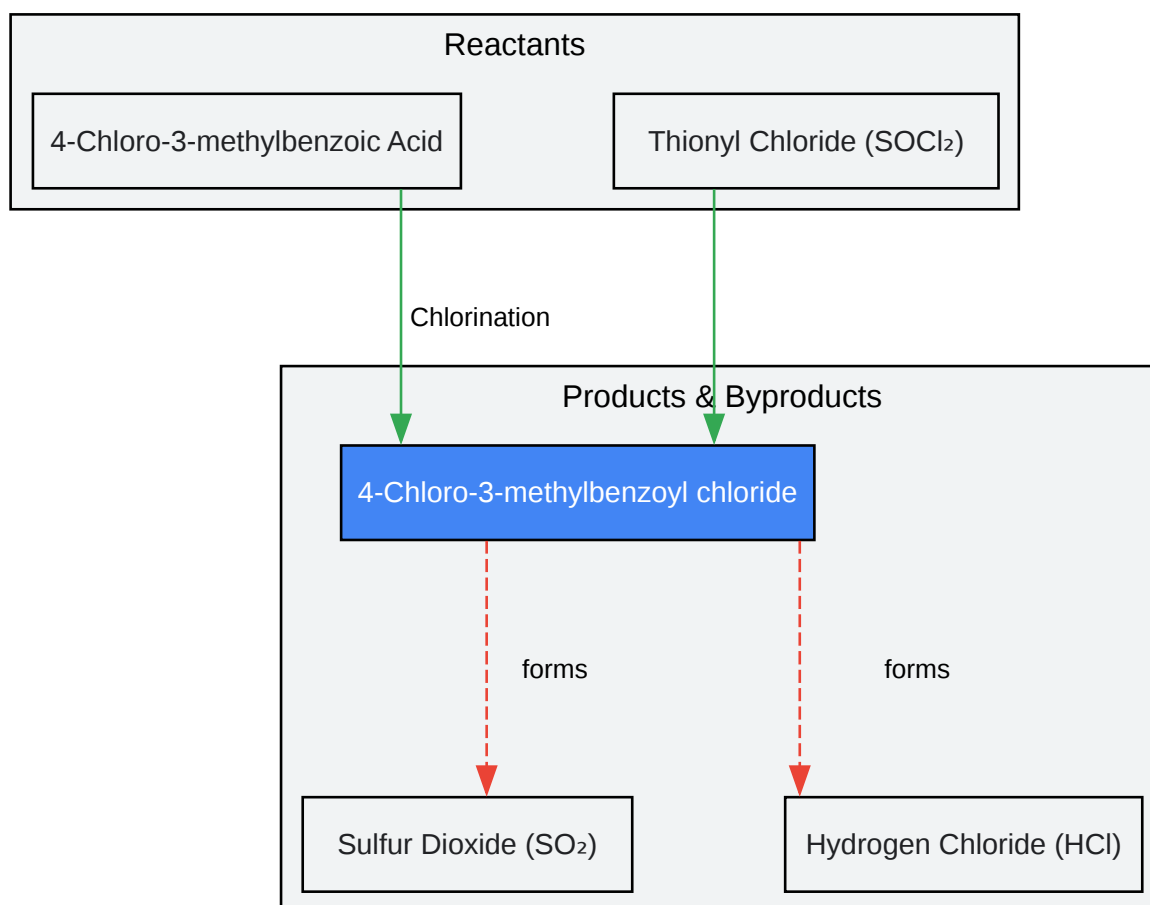 Reactants
4-Chloro-3-methylbenzoic Acid
Thionyl Chloride (SOCl₂)
Chlorination
Products & Byproducts
4-Chloro-3-methylbenzoyl chloride
forms
forms
Sulfur Dioxide (SO₂)
Hydrogen Chloride (HCl)